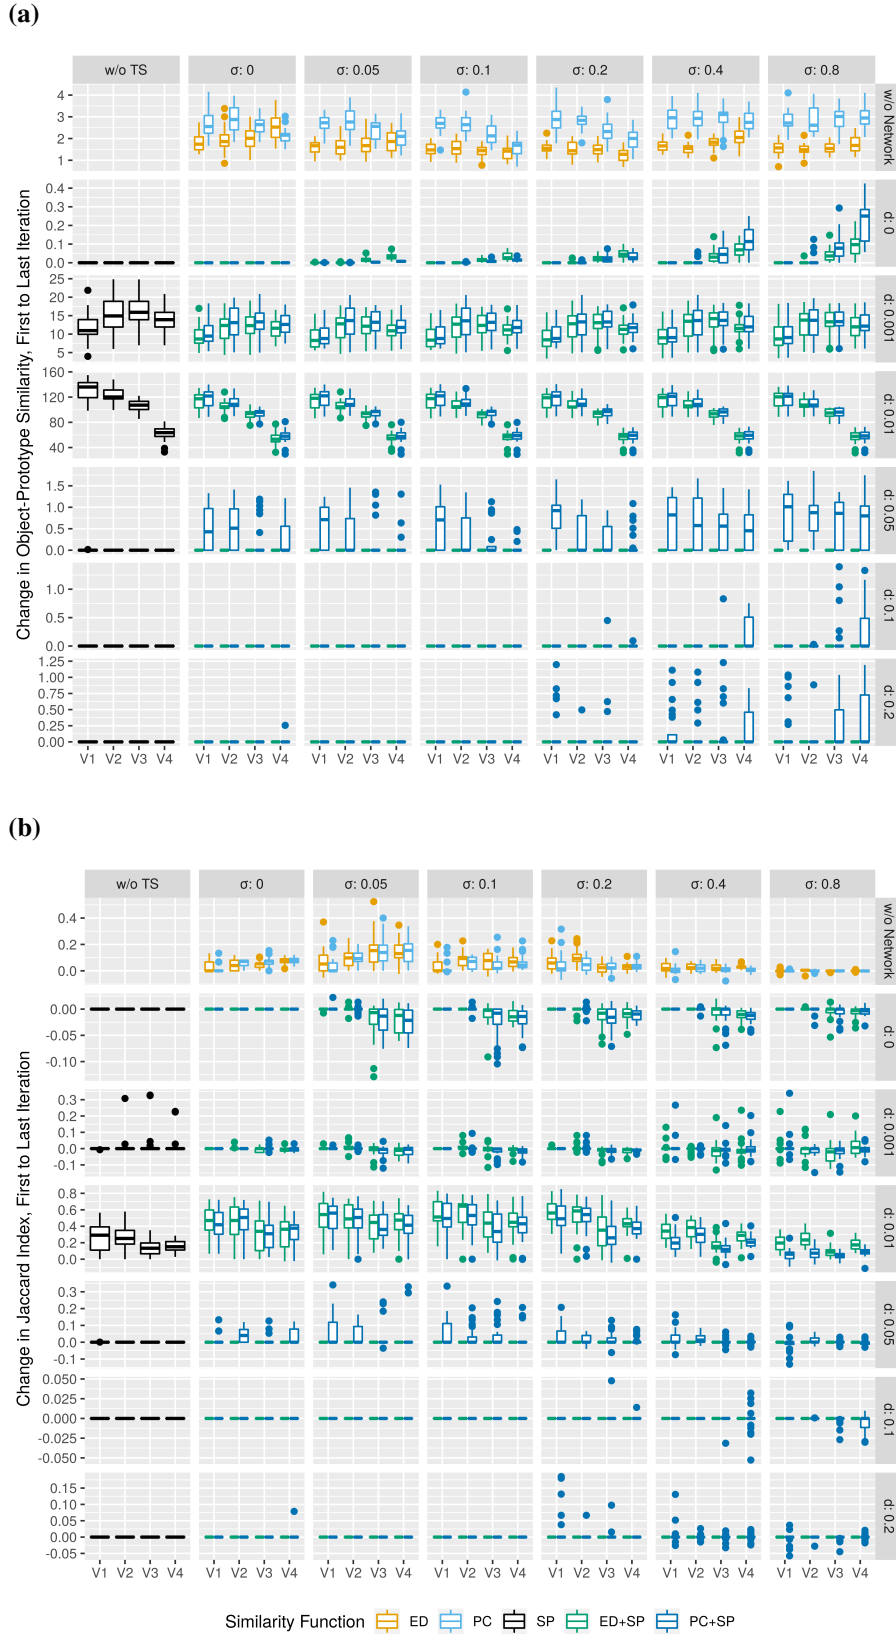 (a)
w/o TS σ: 0 σ: 0.05 σ: 0.1 σ: 0.2 σ: 0.4 σ: 0.8
Change in Object-Prototype Similarity, First to Last Iteration
4
3
2
1
w/o Network
0.4
0.3
0.2
0.1
0.0
d: 0
25
20
15
10
5
d: 0.001
160
120
80
40
d: 0.01
1.5
1.0
0.5
0.0
d: 0.05
1.0
0.5
0.0
d: 0.1
1.25
1.00
0.75
0.50
0.25
0.00
d: 0.2
V1 V2 V3 V4 V1 V2 V3 V4 V1 V2 V3 V4 V1 V2 V3 V4 V1 V2 V3 V4 V1 V2 V3 V4 V1 V2 V3 V4
(b)
w/o TS σ: 0 σ: 0.05 σ: 0.1 σ: 0.2 σ: 0.4 σ: 0.8
Change in Jaccard Index, First to Last Iteration
0.4
0.2
0.0
w/o Network
0.00
-0.05
-0.10
d: 0
0.3
0.2
0.1
0.0
-0.1
d: 0.001
0.8
0.6
0.4
0.2
0.0
d: 0.01
0.3
0.2
0.1
0.0
-0.1
d: 0.05
0.050
0.025
0.000
-0.025
-0.050
d: 0.1
0.15
0.10
0.05
0.00
-0.05
d: 0.2
V1 V2 V3 V4 V1 V2 V3 V4 V1 V2 V3 V4 V1 V2 V3 V4 V1 V2 V3 V4 V1 V2 V3 V4 V1 V2 V3 V4
Similarity Function ED PC SP ED+SP PC+SP